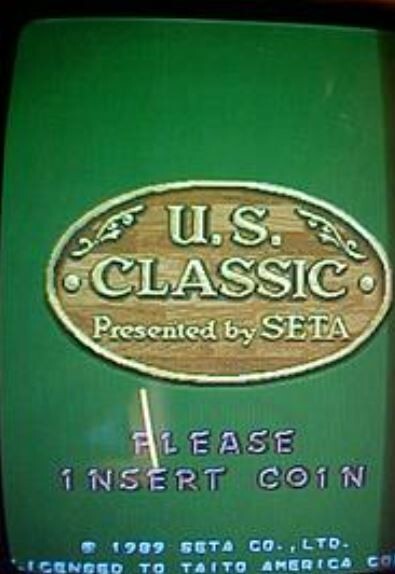 U.S.
CLASSIC
Presented by SETA
PLEASE
INSERT COIN
© 1989 SETA CO.,LTD.
LICENSED TO TAITO AMERICA CO